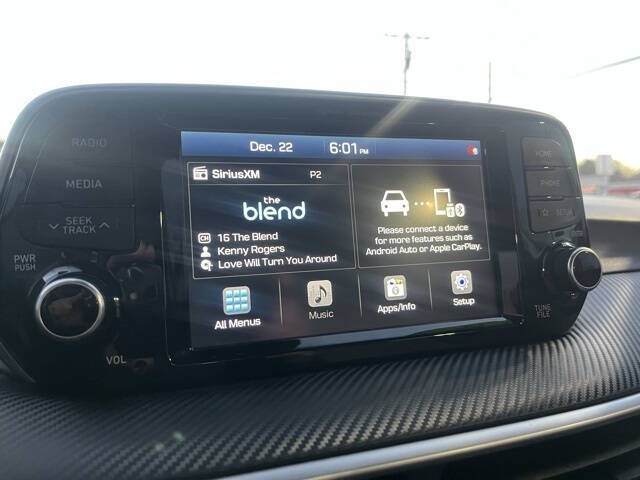 RADIO
MEDIA
SEEK
TRACK
PWR
PUSH
VOL
Dec. 22 6:01 PM
SiriusXM P2
the
blend
CH 16 The Blend
Kenny Rogers
Love Will Turn You Around
Please connect a device
for more features such as
Android Auto or Apple CarPlay.
All Menus
Music
Apps/Info
Setup
HOME
PHONE
SETUP
TUNE
FILE